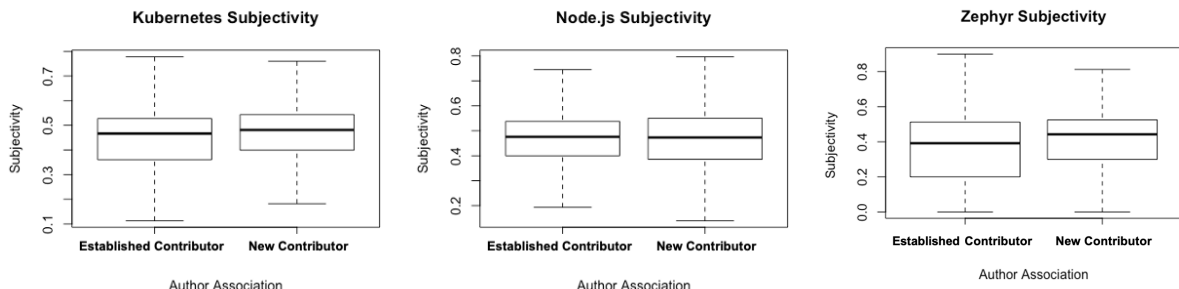 Kubernetes Subjectivity
Subjectivity
0.7
0.5
0.3
0.1
Established Contributor New Contributor
Author Association
Node.js Subjectivity
Subjectivity
0.8
0.6
0.4
0.2
Established Contributor New Contributor
Author Association
Zephyr Subjectivity
Subjectivity
0.8
0.6
0.4
0.2
0.0
Established Contributor New Contributor
Author Association